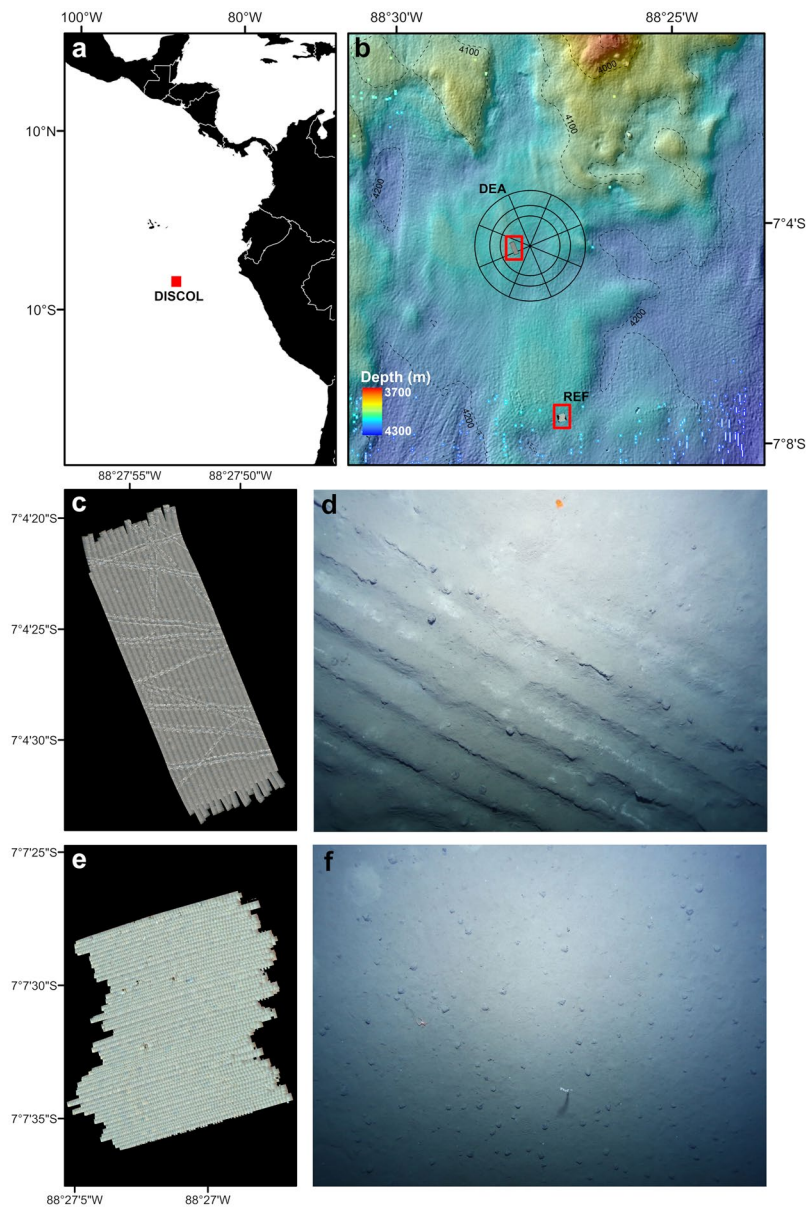 100°W
80°W
88°30'W
88°25'W
a
b
10°N
10°S
DISCOL
4100
4000
4100
4200
DEA
7°4'S
4200
Depth (m)
3700
4300
4200
REF
7°8'S
88°27'55"W
88°27'50"W
c
d
7°4'20"S
7°4'25"S
7°4'30"S
e
f
7°7'25"S
7°7'30"S
7°7'35"S
88°27'5"W
88°27'W